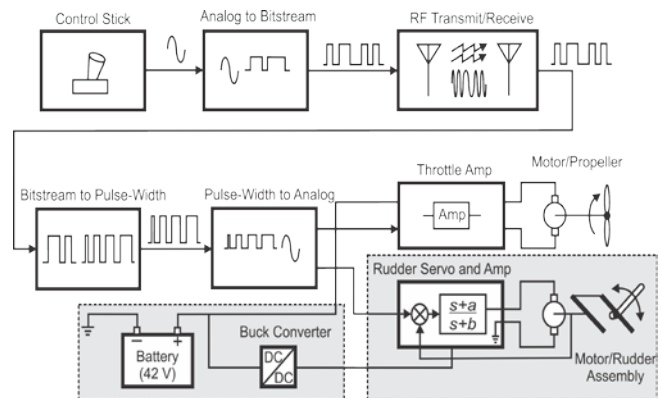 Control Stick
Analog to Bitstream
RF Transmit/Receive
Bitstream to Pulse-Width
Pulse-Width to Analog
Throttle Amp
Motor/Propeller
Amp
Rudder Servo and Amp
s+a
s+b
Buck Converter
− +
Battery
(42 V)
DC
DC
Motor/Rudder
Assembly